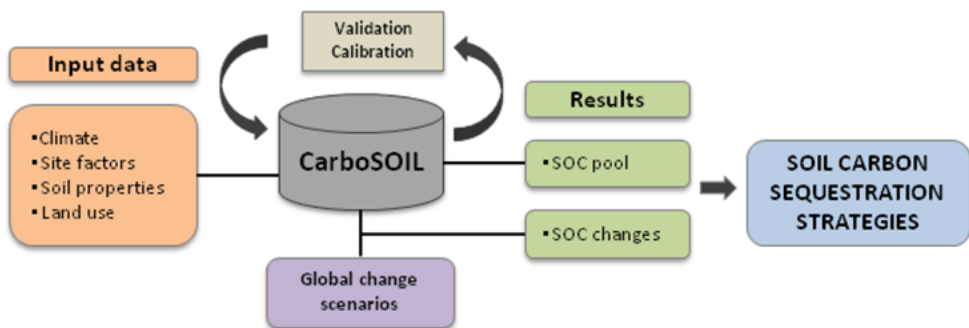 Input data
▪Climate
▪Site factors
▪Soil properties
▪Land use
Validation
Calibration
CarboSOIL
Global change
scenarios
Results
▪SOC pool
▪SOC changes
SOIL CARBON
SEQUESTRATION
STRATEGIES